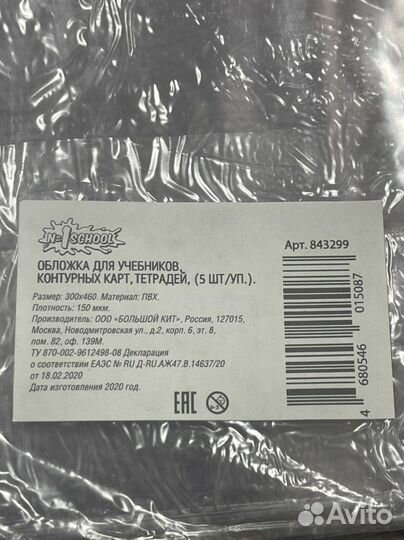 №1SCHOOL
Арт. 843299
ОБЛОЖКА ДЛЯ УЧЕБНИКОВ,
КОНТУРНЫХ КАРТ, ТЕТРАДЕЙ, (5 ШТ/УП.).
Размер: 300х460. Материал: ПВХ.
Плотность: 150 мкм.
Производитель: ООО «БОЛЬШОЙ КИТ», Россия, 127015,
Москва, Новодмитровская ул., д.2, корп. 6, эт. 8,
пом. 82, оф. 139М.
ТУ 870-002-9612498-08 Декларация
о соответствии ЕАЭС № RU Д-RU.АЖ47.В.14637/20
от 18.02.2020
Дата изготовления 2020 год.
ЕАС
4 680546 015087
Avito